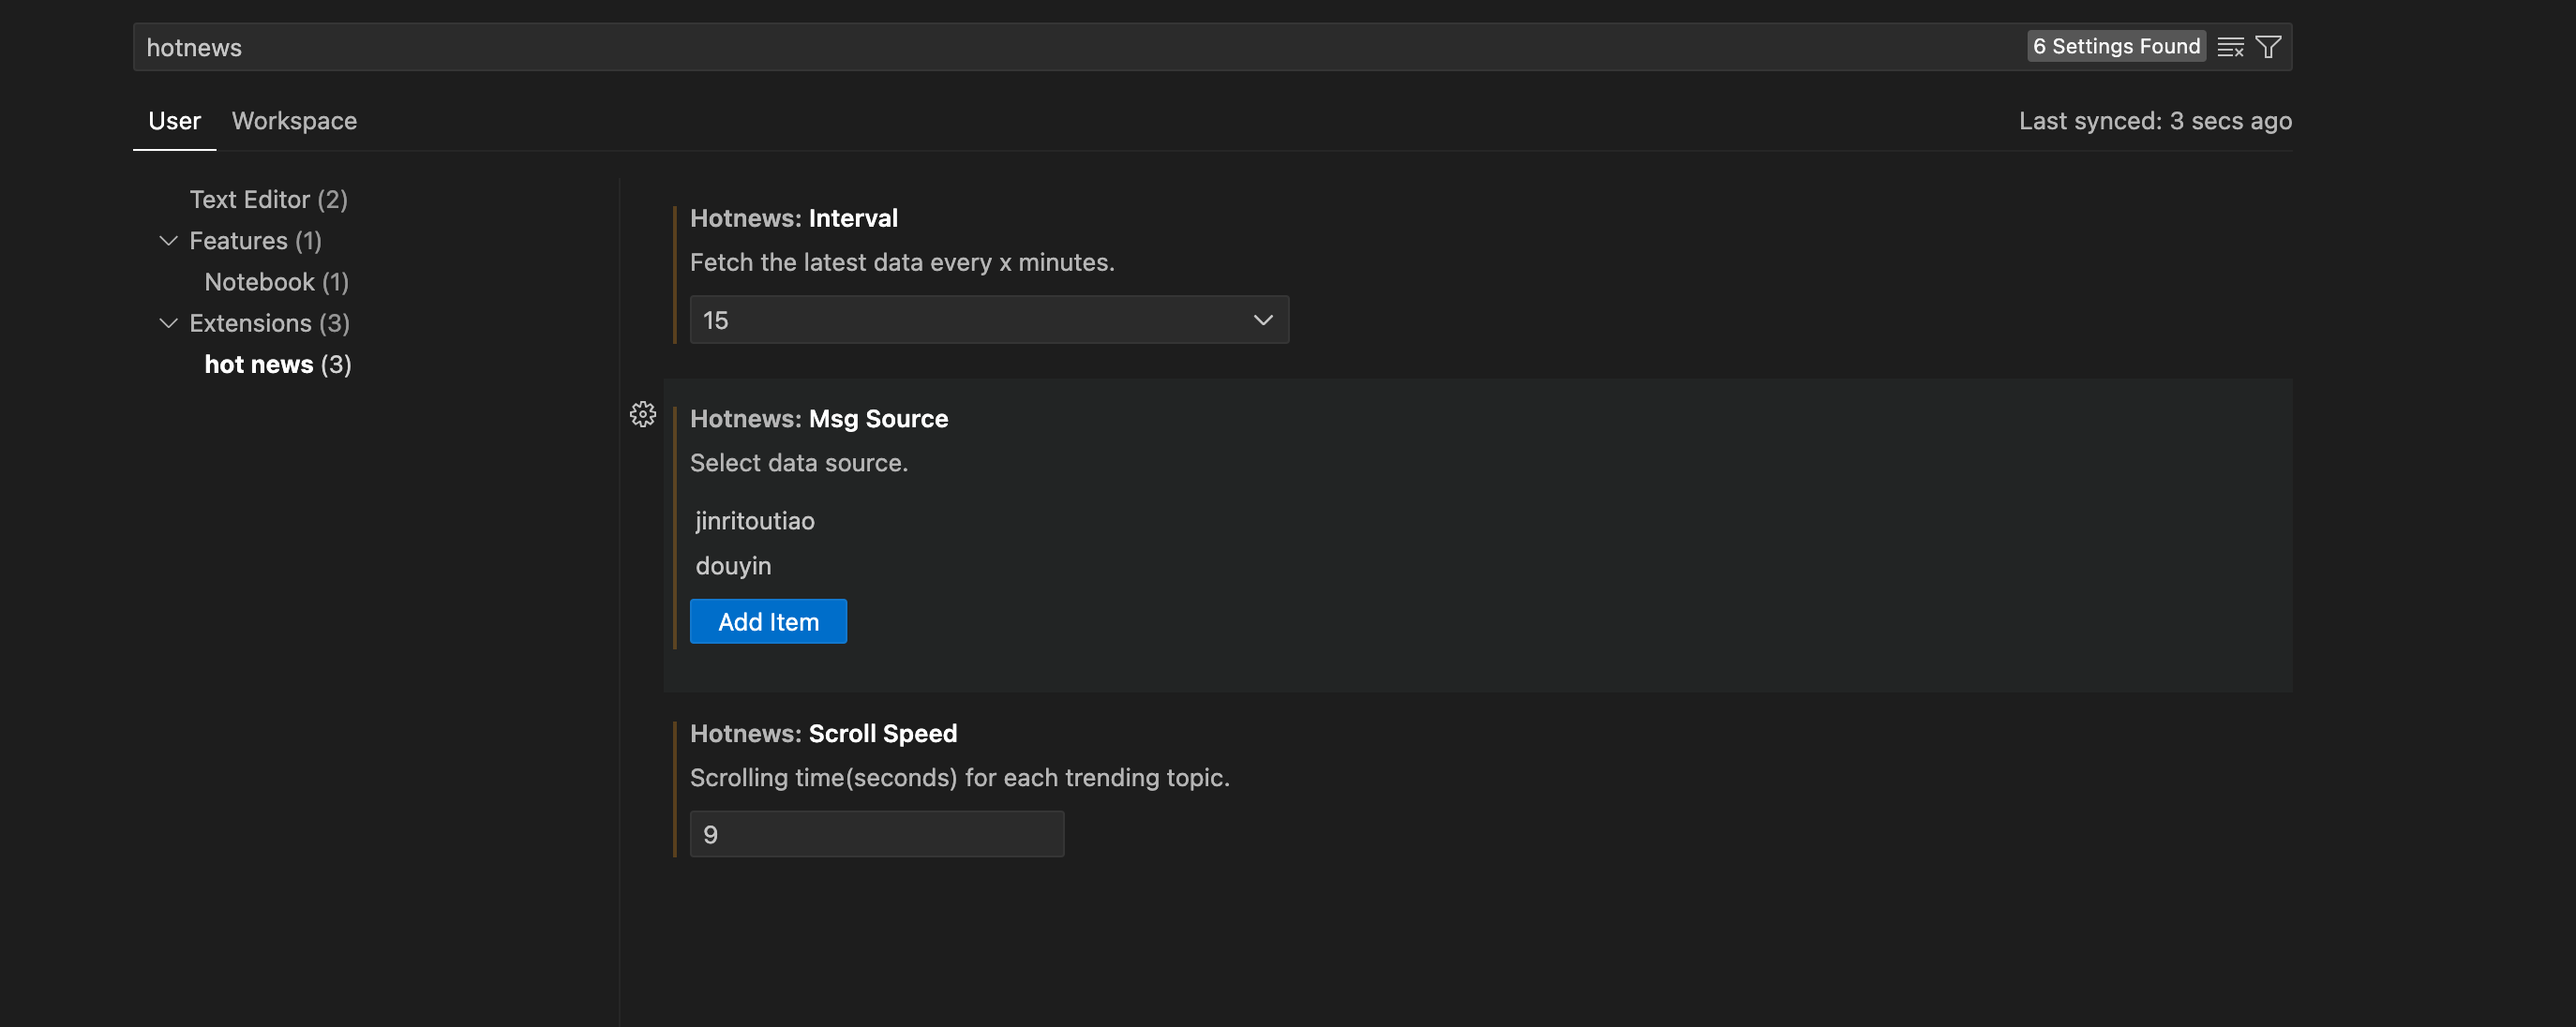 hotnews
6 Settings Found
User
Workspace
Last synced: 3 secs ago
Text Editor (2)
Features (1)
Notebook (1)
Extensions (3)
hot news (3)
Hotnews: Interval
Fetch the latest data every x minutes.
15
Hotnews: Msg Source
Select data source.
jinritoutiao
douyin
Add Item
Hotnews: Scroll Speed
Scrolling time(seconds) for each trending topic.
9